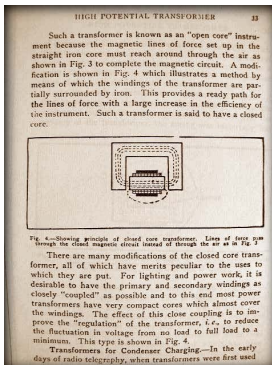 HIGH POTENTIAL TRANSFORMER 33
Such a transformer is known as an "open core" instru-
ment because the magnetic lines of force set up in the
straight iron core must reach around through the air as
shown in Fig. 3 to complete the magnetic circuit. A modi-
fication is shown in Fig. 4 which illustrates a method by
means of which the windings of the transformer are par-
tially surrounded by iron. This provides a ready path for
the lines of force with a large increase in the efficiency of
the instrument. Such a transformer is said to have a closed
core.
Fig. 4.—Showing principle of closed core transformer. Lines of force pass
through the closed magnetic circuit instead of through the air as in Fig. 3
There are many modifications of the closed core trans-
former, all of which have merits peculiar to the uses to
which they are put. For lighting and power work, it is
desirable to have the primary and secondary windings as
closely "coupled" as possible and to this end most power
transformers have very compact cores which almost cover
the windings. The effect of this close coupling is to im-
prove the "regulation" of the transformer, i.e., to reduce
the fluctuation in voltage from no load to full load to a
minimum. This type is shown in Fig. 4.
Transformers for Condenser Charging.—In the early
days of radio telegraphy, when transformers were first used